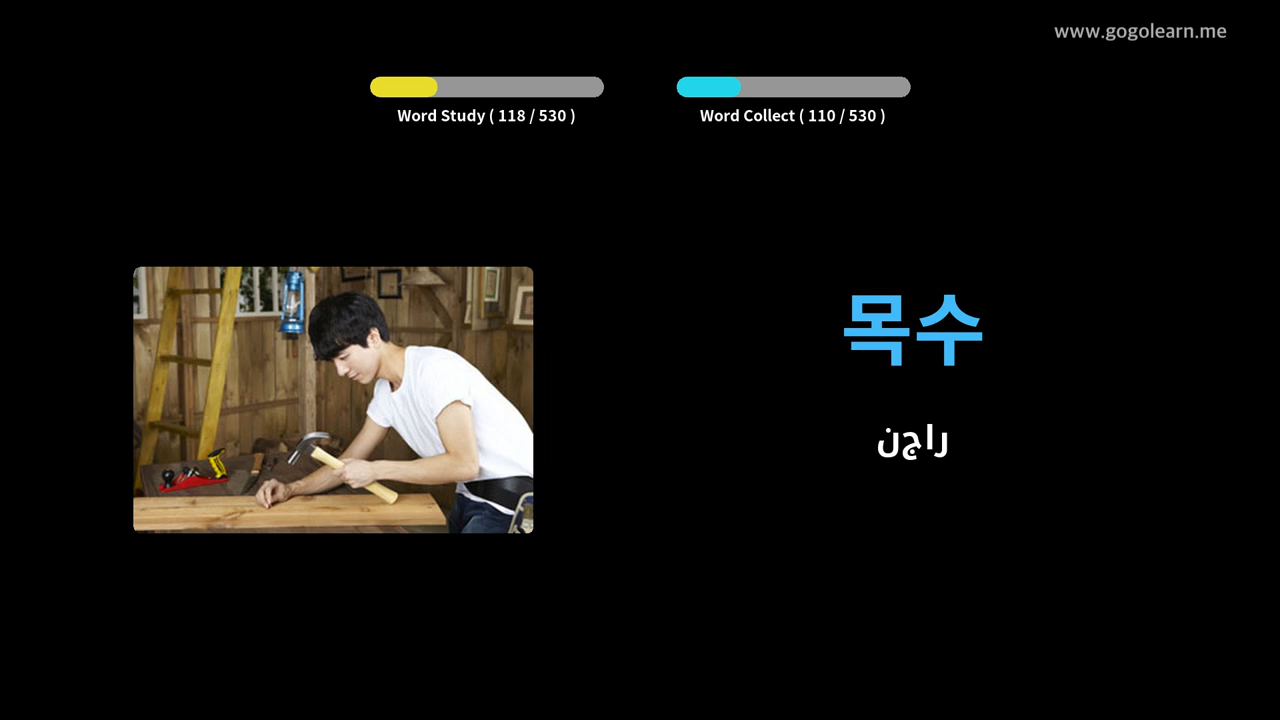 www.gogolearn.me
Word Study ( 118 / 530 )
Word Collect ( 110 / 530 )
목수
راجن